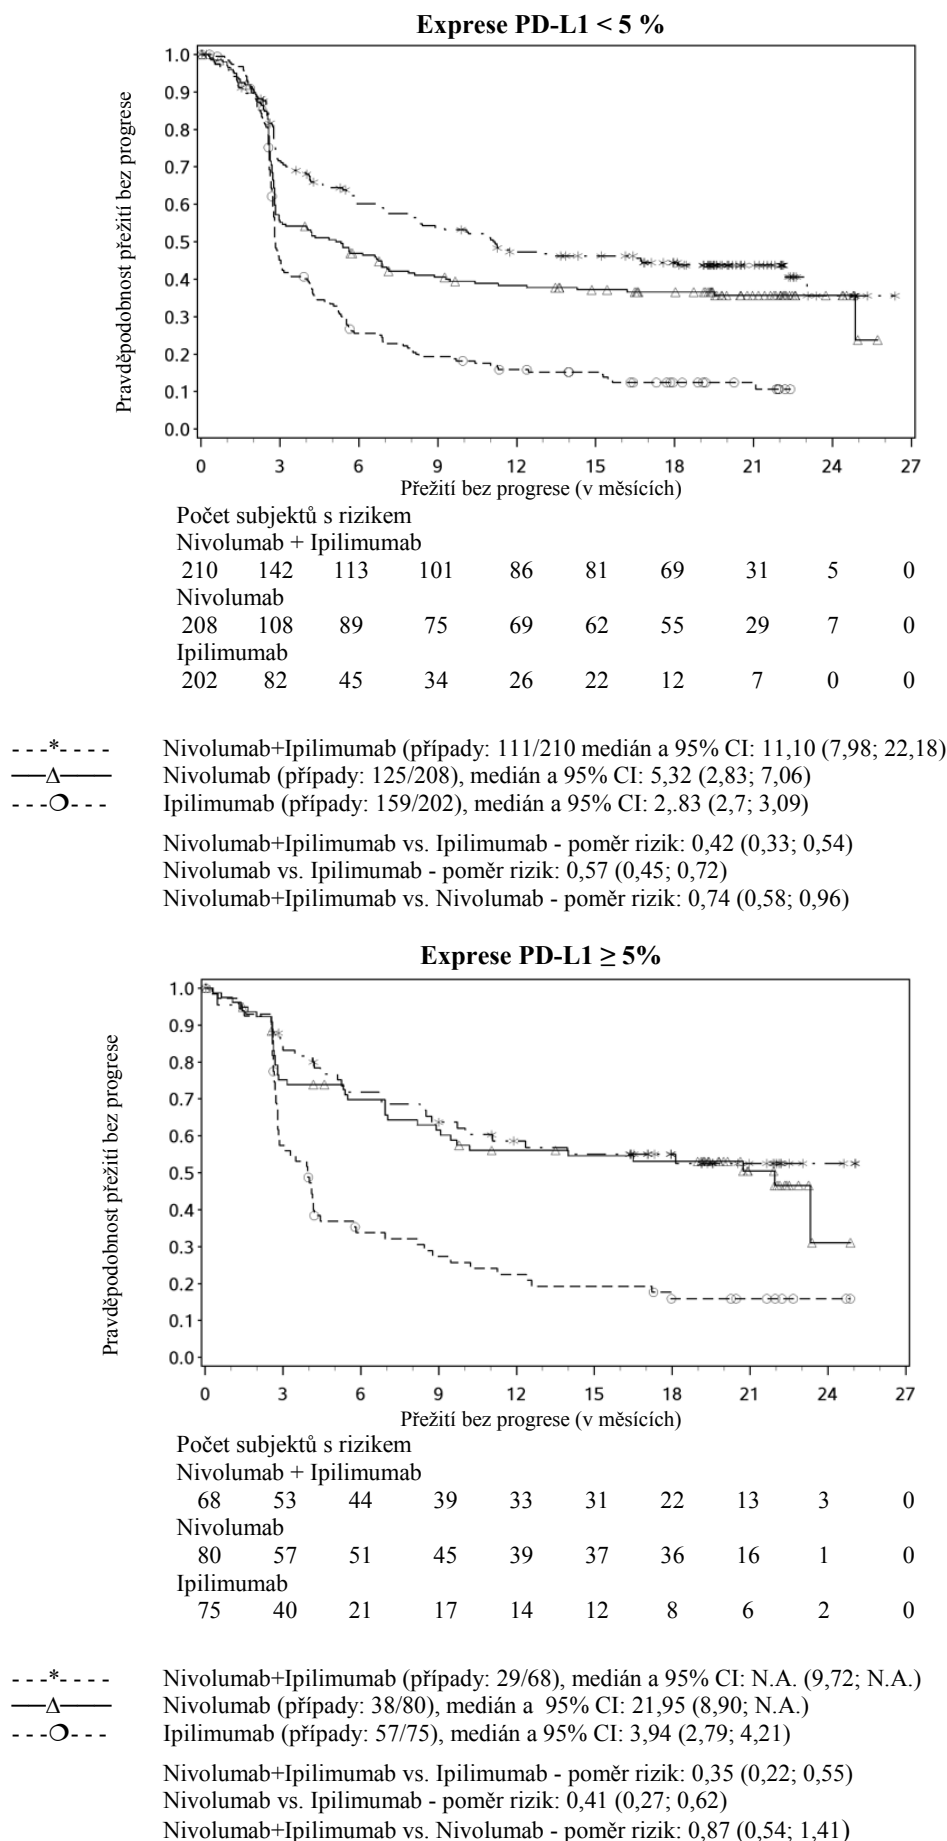 Exprese PD-L1 < 5 %
Pravděpodobnost přežití bez progrese
1.0
0.9
0.8
0.7
0.6
0.5
0.4
0.3
0.2
0.1
0.0
0 3 6 9 12 15 18 21 24 27
Přežití bez progrese (v měsících)
Počet subjektů s rizikem
Nivolumab + Ipilimumab
210 142 113 101 86 81 69 31 5 0
Nivolumab
208 108 89 75 69 62 55 29 7 0
Ipilimumab
202 82 45 34 26 22 12 7 0 0
- - -*- - - - Nivolumab+Ipilimumab (případy: 111/210 medián a 95% CI: 11,10 (7,98; 22,18)
──Δ── Nivolumab (případy: 125/208), medián a 95% CI: 5,32 (2,83; 7,06)
- - -❍- - - Ipilimumab (případy: 159/202), medián a 95% CI: 2,.83 (2,7; 3,09)
Nivolumab+Ipilimumab vs. Ipilimumab - poměr rizik: 0,42 (0,33; 0,54)
Nivolumab vs. Ipilimumab - poměr rizik: 0,57 (0,45; 0,72)
Nivolumab+Ipilimumab vs. Nivolumab - poměr rizik: 0,74 (0,58; 0,96)
Exprese PD-L1 ≥ 5%
Pravděpodobnost přežití bez progrese
1.0
0.9
0.8
0.7
0.6
0.5
0.4
0.3
0.2
0.1
0.0
0 3 6 9 12 15 18 21 24 27
Přežití bez progrese (v měsících)
Počet subjektů s rizikem
Nivolumab + Ipilimumab
68 53 44 39 33 31 22 13 3 0
Nivolumab
80 57 51 45 39 37 36 16 1 0
Ipilimumab
75 40 21 17 14 12 8 6 2 0
- - -*- - - - Nivolumab+Ipilimumab (případy: 29/68), medián a 95% CI: N.A. (9,72; N.A.)
──Δ── Nivolumab (případy: 38/80), medián a 95% CI: 21,95 (8,90; N.A.)
- - -❍- - - Ipilimumab (případy: 57/75), medián a 95% CI: 3,94 (2,79; 4,21)
Nivolumab+Ipilimumab vs. Ipilimumab - poměr rizik: 0,35 (0,22; 0,55)
Nivolumab vs. Ipilimumab - poměr rizik: 0,41 (0,27; 0,62)
Nivolumab+Ipilimumab vs. Nivolumab - poměr rizik: 0,87 (0,54; 1,41)